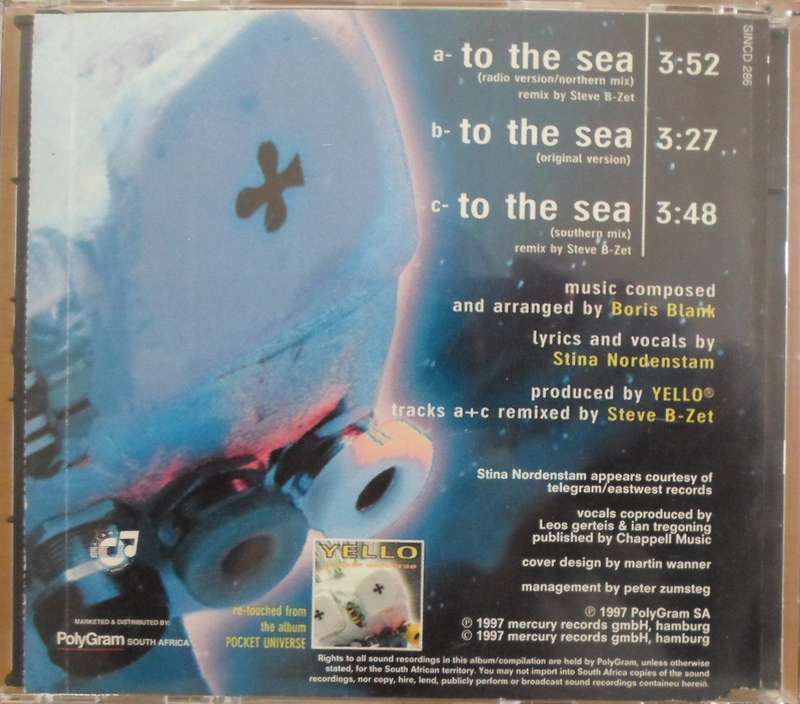 SINCD 286
a- to the sea 3:52
(radio version/northern mix)
remix by Steve B-Zet
b- to the sea 3:27
(original version)
c- to the sea 3:48
(southern mix)
remix by Steve B-Zet
music composed
and arranged by Boris Blank
lyrics and vocals by
Stina Nordenstam
produced by YELLO®
tracks a+c remixed by Steve B-Zet
Stina Nordenstam appears courtesy of
telegram/eastwest records
vocals coproduced by
Leos gerteis & ian tregoning
published by Chappell Music
cover design by martin wanner
management by peter zumsteg
℗ 1997 PolyGram SA
℗ 1997 mercury records gmbH, hamburg
© 1997 mercury records gmbH, hamburg
YELLO
re-touched from
the album
POCKET UNIVERSE
MARKETED & DISTRIBUTED BY:
PolyGram SOUTH AFRICA
Rights to all sound recordings in this album/compilation are held by PolyGram, unless otherwise
stated, for the South African territory. You may not import into South Africa copies of the sound
recordings, nor copy, hire, lend, publicly perform or broadcast sound recordings contained herein.